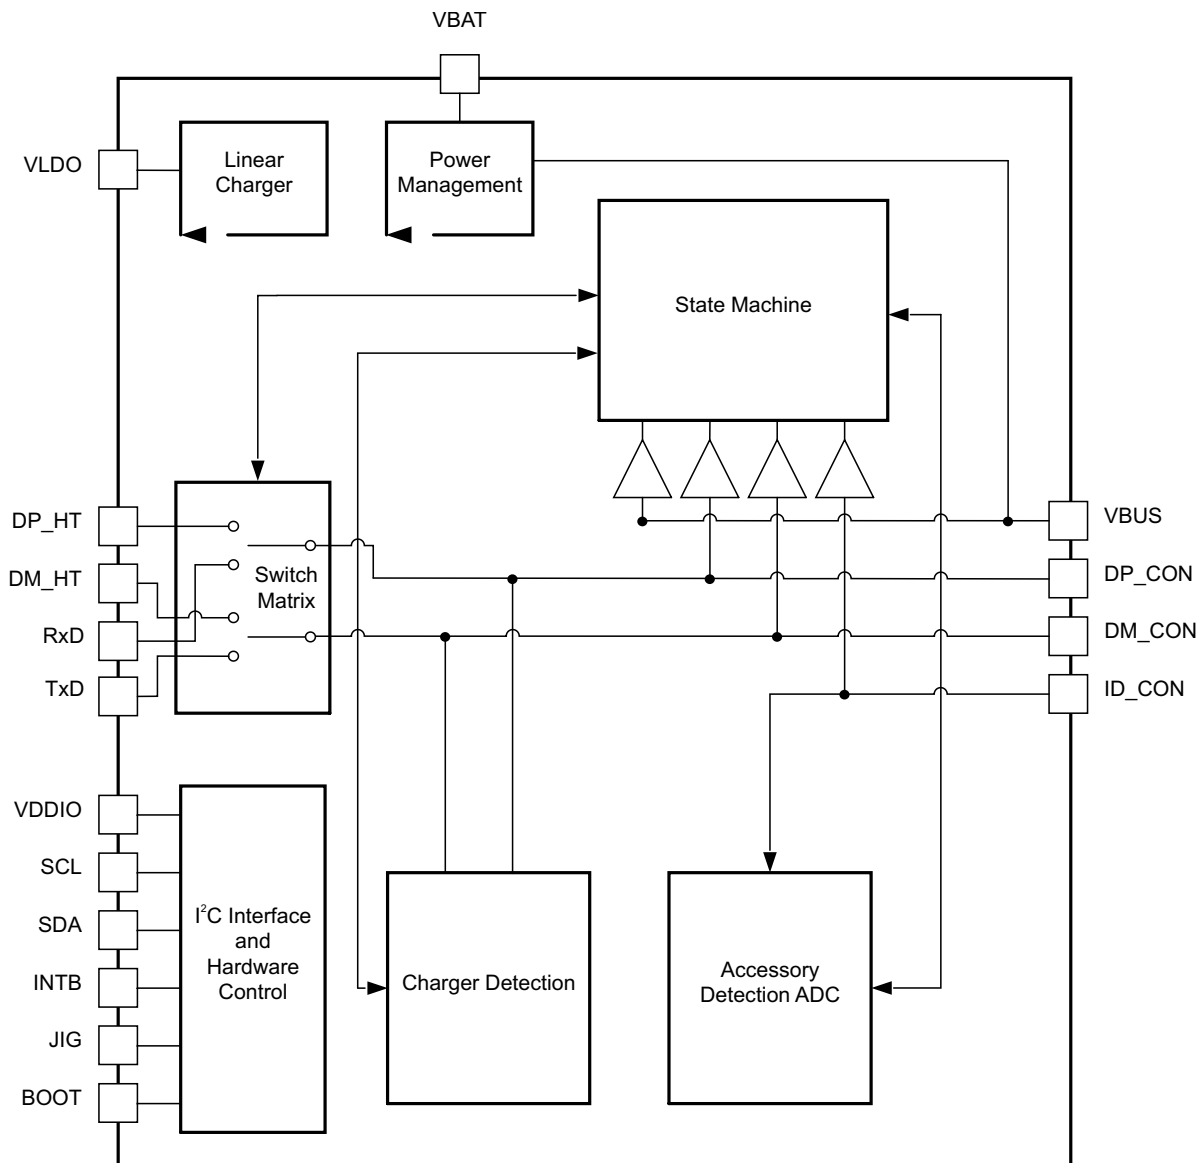 VBAT
VLDO
Linear
Charger
Power
Management
State Machine
DP_HT
DM_HT
RxD
TxD
Switch
Matrix
VBUS
DP_CON
DM_CON
ID_CON
VDDIO
SCL
SDA
INTB
JIG
BOOT
I²C Interface
and
Hardware
Control
Charger Detection
Accessory
Detection ADC